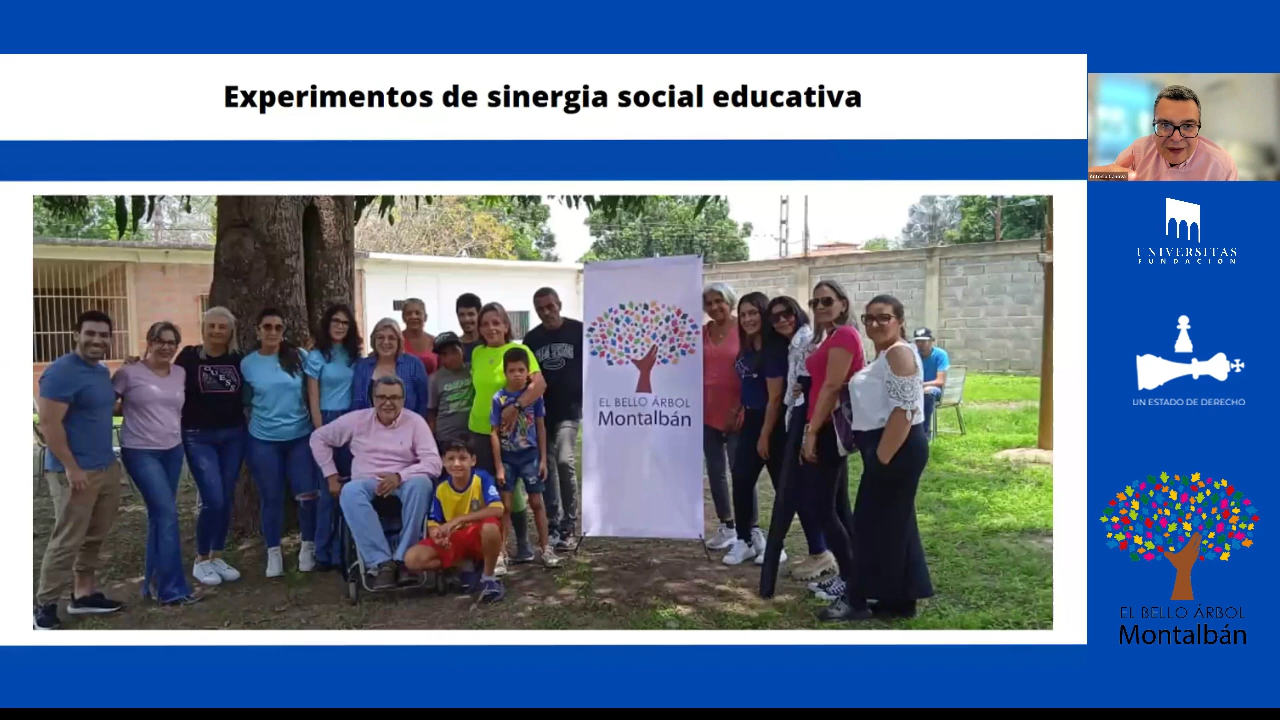 Experimentos de sinergia social educativa
EL BELLO ÁRBOL
Montalbán
UNIVERSITAS
FUNDACIÓN
UN ESTADO DE DERECHO
EL BELLO ÁRBOL
Montalbán